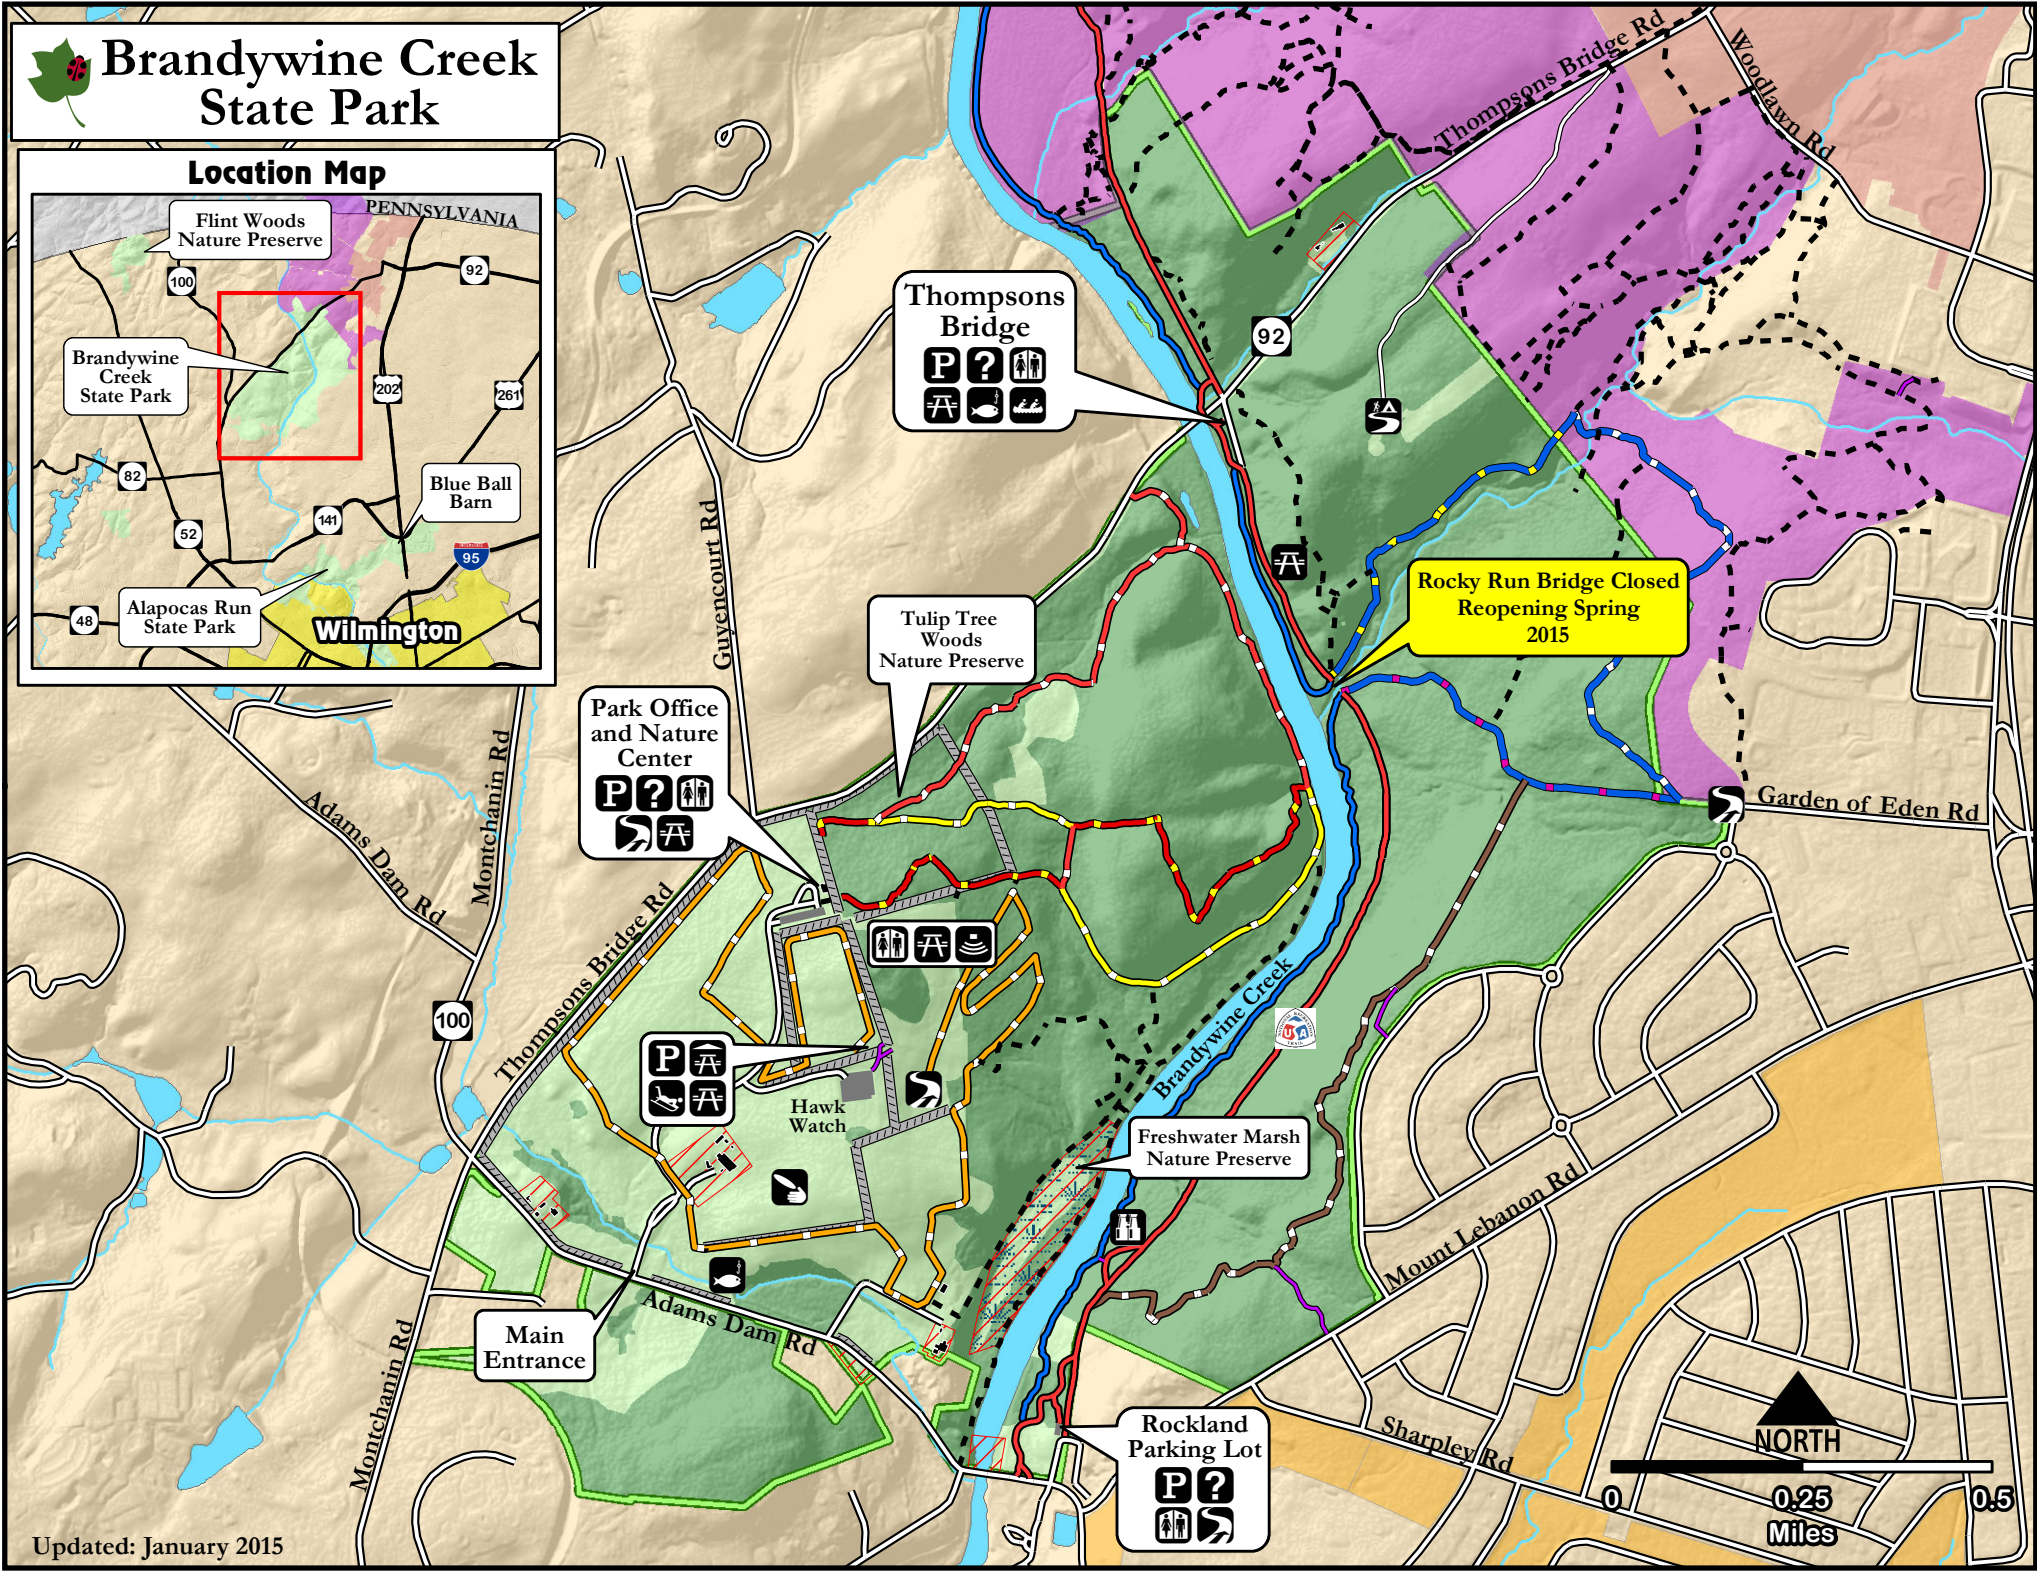 Brandywine Creek
State Park
Location Map
PENNSYLVANIA
Flint Woods
Nature Preserve
100
92
Brandywine
Creek
State Park
202
261
82
Blue Ball
Barn
141
52
95
Alapocas Run
State Park
48
Wilmington
Thompsons Bridge Rd
Woodlawn Rd
Thompsons
Bridge
P ?
92
Guyencourt Rd
Rocky Run Bridge Closed
Reopening Spring
2015
Tulip Tree
Woods
Nature Preserve
Park Office
and Nature
Center
P ?
Montchanin Rd
Adams Dam Rd
Garden of Eden Rd
Thompsons Bridge Rd
100
Brandywine Creek
USA
TRAIL
P
Hawk
Watch
Freshwater Marsh
Nature Preserve
Mount Lebanon Rd
Adams Dam Rd
Main
Entrance
Montchanin Rd
Rockland
Parking Lot
P ?
Sharpley Rd
NORTH
0 0.25 0.5
Miles
Updated: January 2015